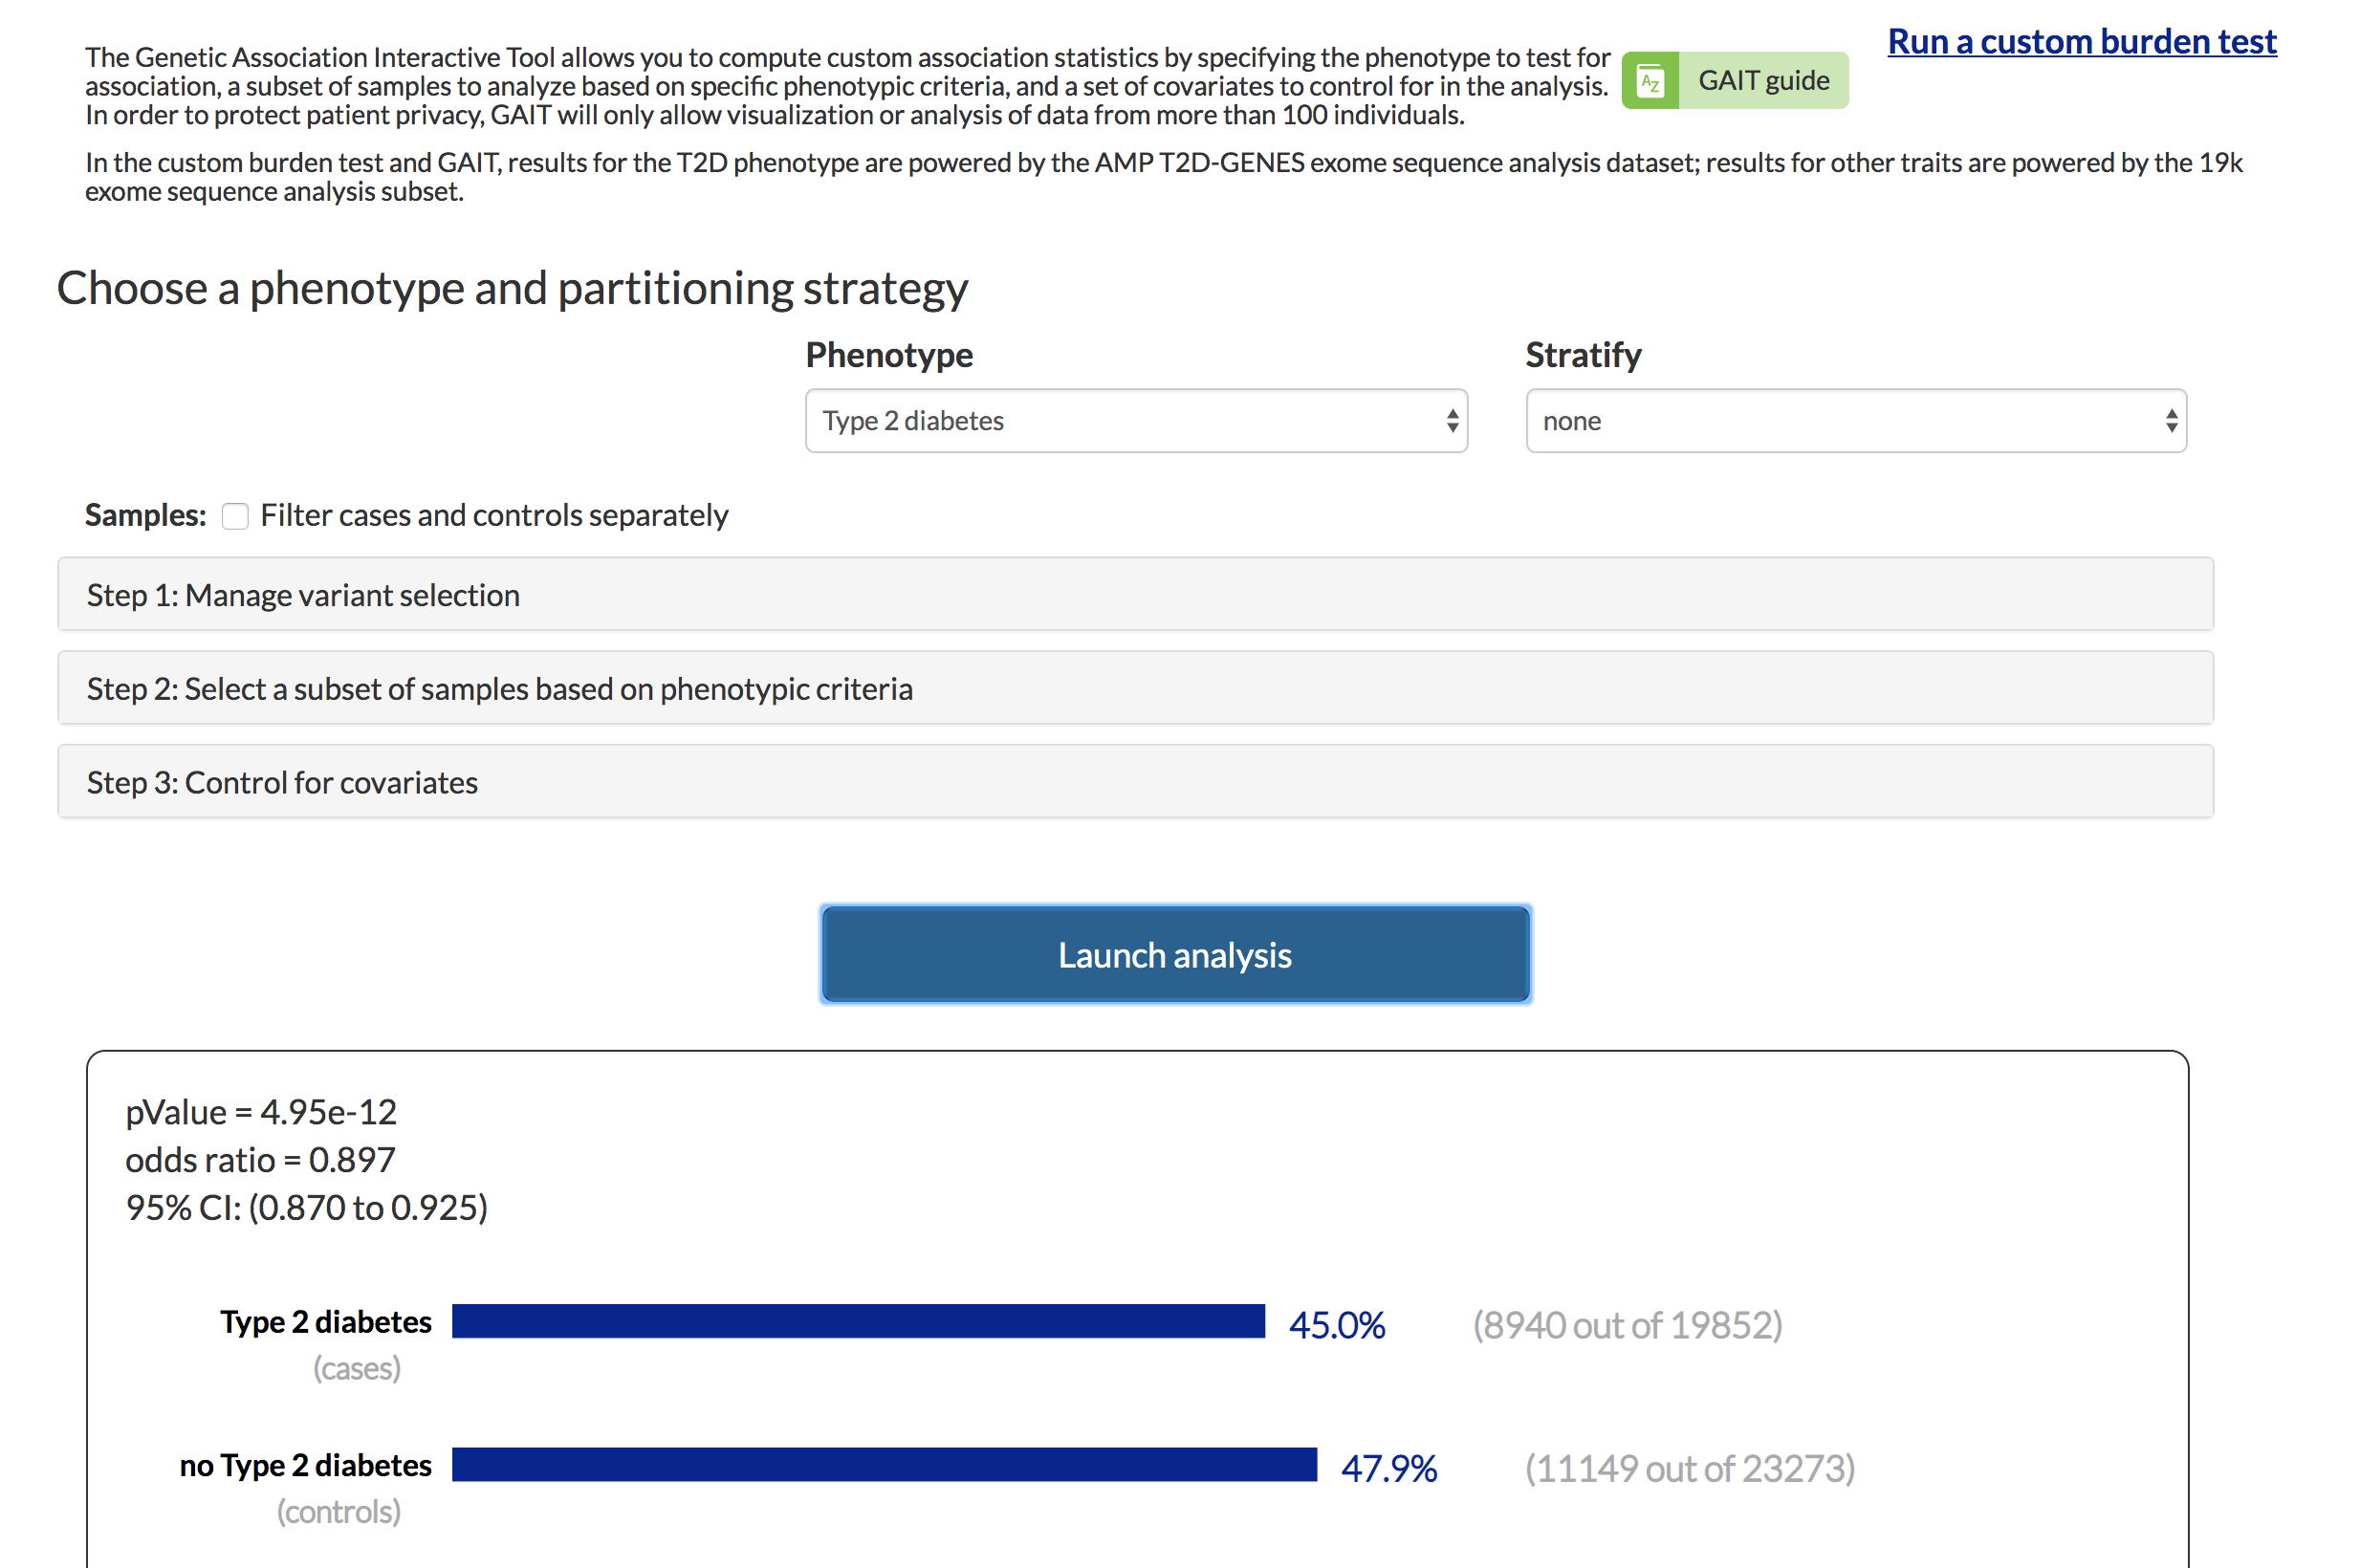 Run a custom burden test
The Genetic Association Interactive Tool allows you to compute custom association statistics by specifying the phenotype to test for
association, a subset of samples to analyze based on specific phenotypic criteria, and a set of covariates to control for in the analysis.
In order to protect patient privacy, GAIT will only allow visualization or analysis of data from more than 100 individuals.
AZ GAIT guide
In the custom burden test and GAIT, results for the T2D phenotype are powered by the AMP T2D-GENES exome sequence analysis dataset; results for other traits are powered by the 19k
exome sequence analysis subset.
Choose a phenotype and partitioning strategy
Phenotype Stratify
Type 2 diabetes none
Samples: Filter cases and controls separately
Step 1: Manage variant selection
Step 2: Select a subset of samples based on phenotypic criteria
Step 3: Control for covariates
Launch analysis
pValue = 4.95e-12
odds ratio = 0.897
95% CI: (0.870 to 0.925)
Type 2 diabetes 45.0% (8940 out of 19852)
(cases)
no Type 2 diabetes 47.9% (11149 out of 23273)
(controls)